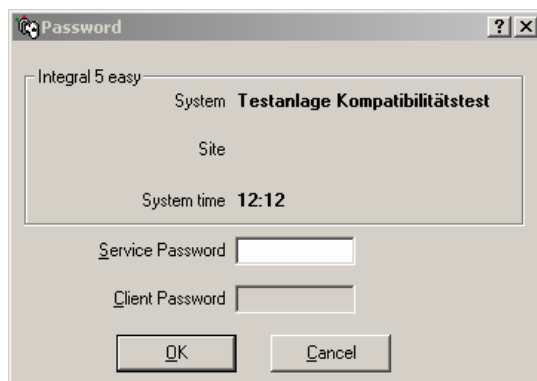 Password
Integral 5 easy
System Testanlage Kompatibilitätstest
Site
System time 12:12
Service Password
Client Password
OK Cancel